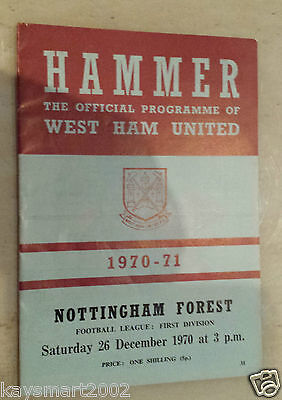 HAMMER
THE OFFICIAL PROGRAMME OF
WEST HAM UNITED
1970-71
NOTTINGHAM FOREST
FOOTBALL LEAGUE: FIRST DIVISION
Saturday 26 December 1970 at 3 p.m.
PRICE: ONE SHILLING (5p.)
kaysmart2002